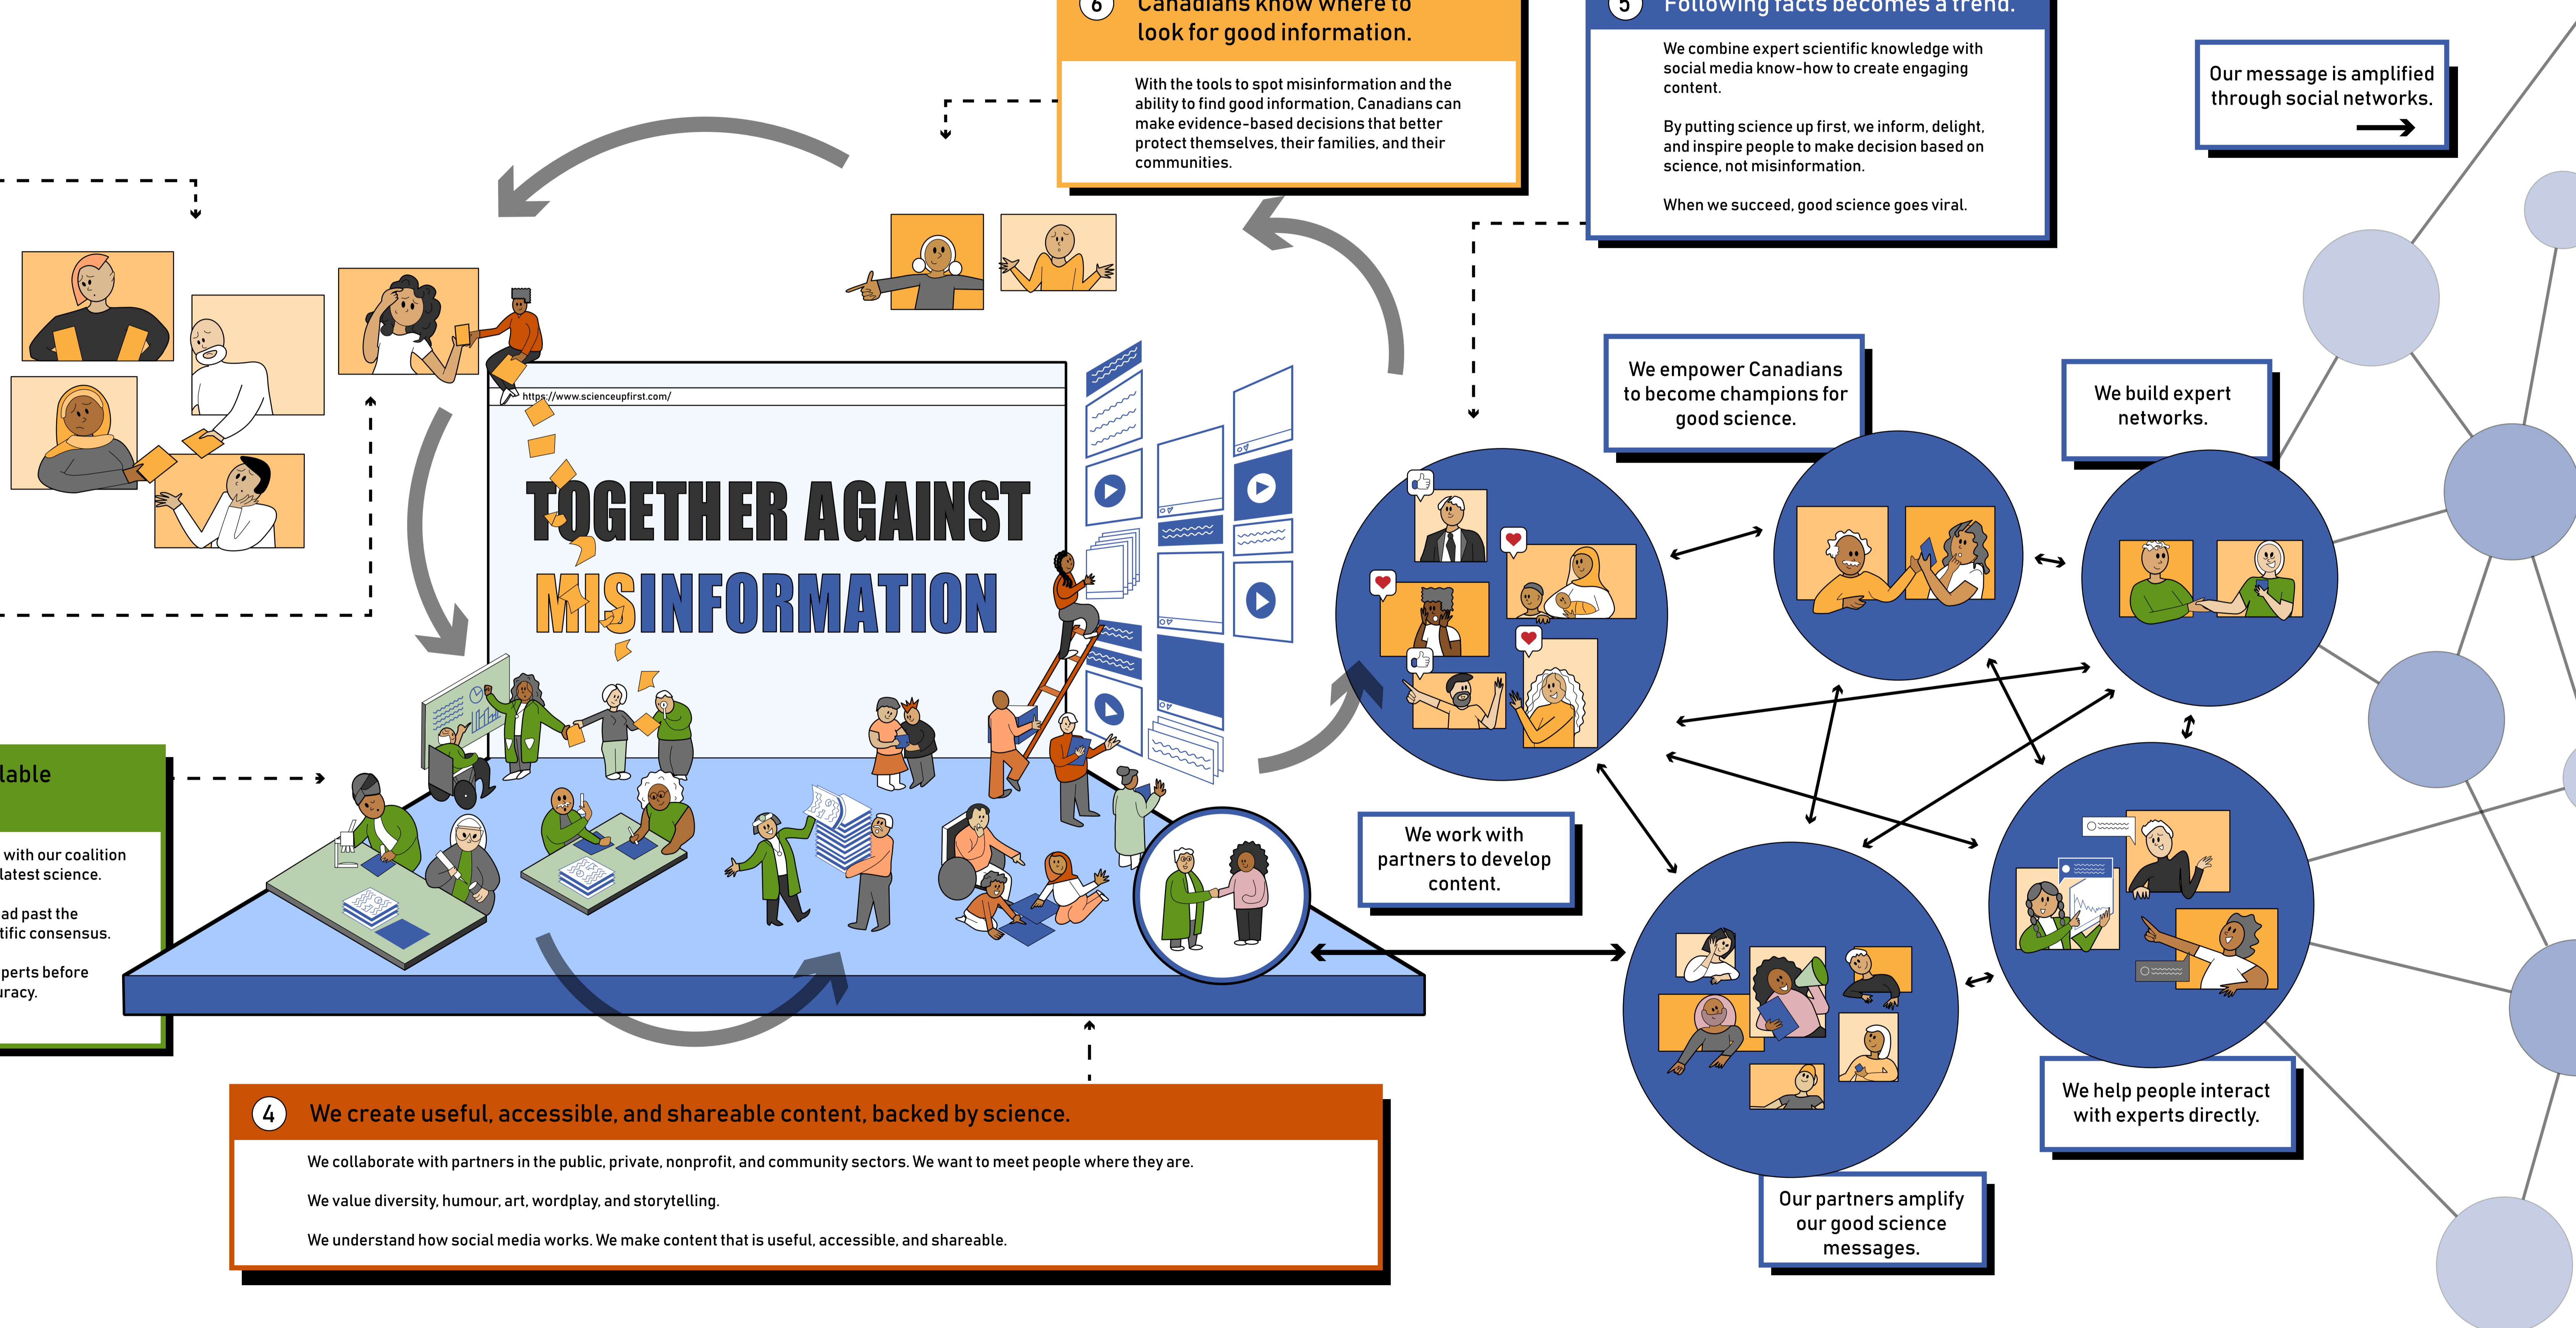 6
Canadians know where to
look for good information.
With the tools to spot misinformation and the
ability to find good information, Canadians can
make evidence-based decisions that better
protect themselves, their families, and their
communities.
5
Following facts becomes a trend.
We combine expert scientific knowledge with
social media know-how to create engaging
content.
By putting science up first, we inform, delight,
and inspire people to make decision based on
science, not misinformation.
When we succeed, good science goes viral.
Our message is amplified
through social networks.
https://www.scienceupfirst.com/
TOGETHER AGAINST
MISINFORMATION
We empower Canadians
to become champions for
good science.
We build expert
networks.
lable
with our coalition
latest science.
ad past the
tific consensus.
perts before
uracy.
We work with
partners to develop
content.
We help people interact
with experts directly.
Our partners amplify
our good science
messages.
4
We create useful, accessible, and shareable content, backed by science.
We collaborate with partners in the public, private, nonprofit, and community sectors. We want to meet people where they are.
We value diversity, humour, art, wordplay, and storytelling.
We understand how social media works. We make content that is useful, accessible, and shareable.